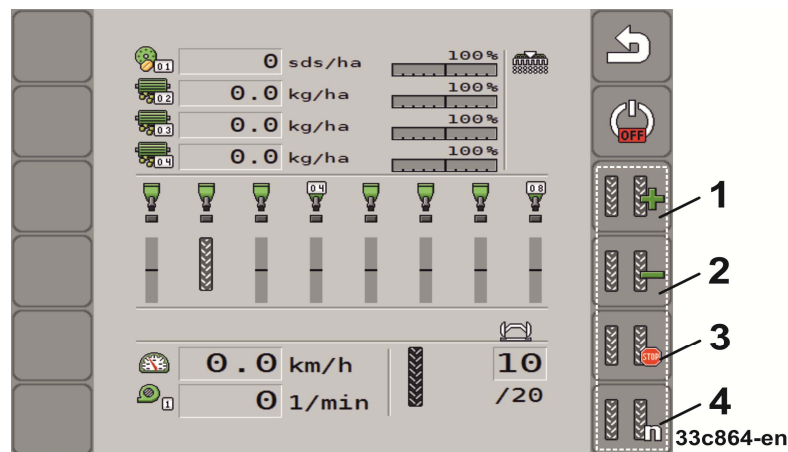 01 0 sds/ha 100%
02 0.0 kg/ha 100%
03 0.0 kg/ha 100%
04 0.0 kg/ha 100%
OFF
1
04 08
2
STOP
3
0.0 km/h 10
1 0 1/min /20
n
4
33c864-en